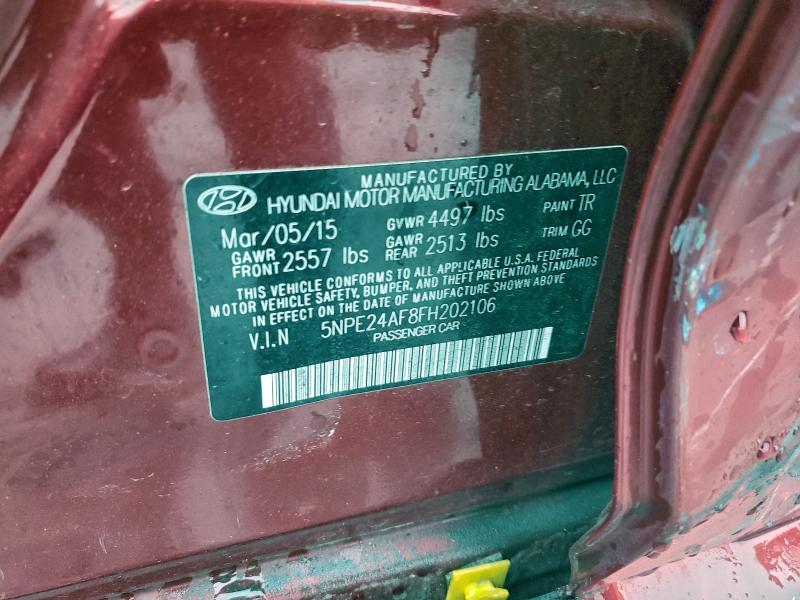 MANUFACTURED BY
HYUNDAI MOTOR MANUFACTURING ALABAMA, LLC
Mar/05/15 GVWR 4497 lbs PAINT TR
GAWR FRONT 2557 lbs GAWR REAR 2513 lbs TRIM GG
THIS VEHICLE CONFORMS TO ALL APPLICABLE U.S.A. FEDERAL
MOTOR VEHICLE SAFETY, BUMPER, AND THEFT PREVENTION STANDARDS
IN EFFECT ON THE DATE OF MANUFACTURE SHOWN ABOVE
V.I.N 5NPE24AF8FH202106
PASSENGER CAR